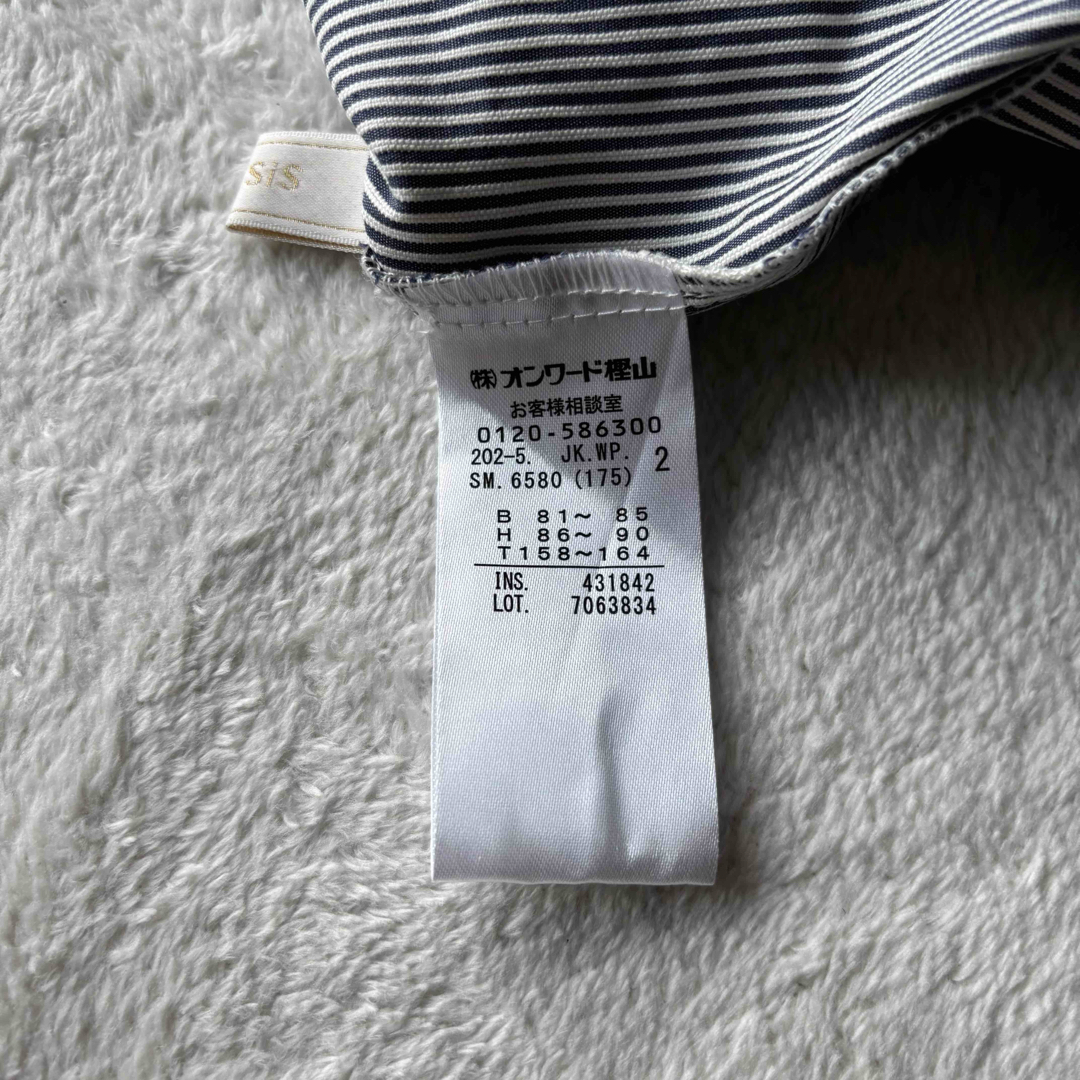 sis
㈱オンワード樫山
お客様相談室
0120-586300
202-5. JK.WP. 2
SM. 6580 (175)
B 81～ 85
H 86～ 90
T158～164
INS. 431842
LOT. 7063834